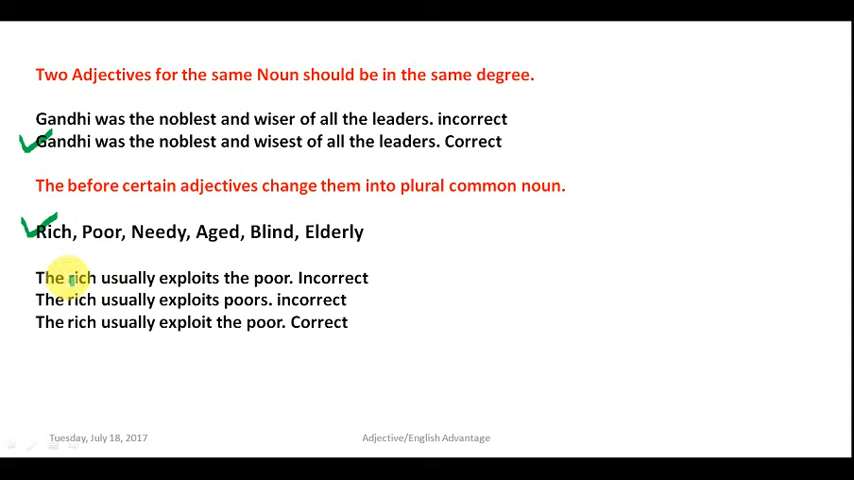 Two Adjectives for the same Noun should be in the same degree.
Gandhi was the noblest and wiser of all the leaders. incorrect
Gandhi was the noblest and wisest of all the leaders. Correct
The before certain adjectives change them into plural common noun.
Rich, Poor, Needy, Aged, Blind, Elderly
The rich usually exploits the poor. Incorrect
The rich usually exploits poors. incorrect
The rich usually exploit the poor. Correct
Tuesday, July 18, 2017 Adjective/English Advantage